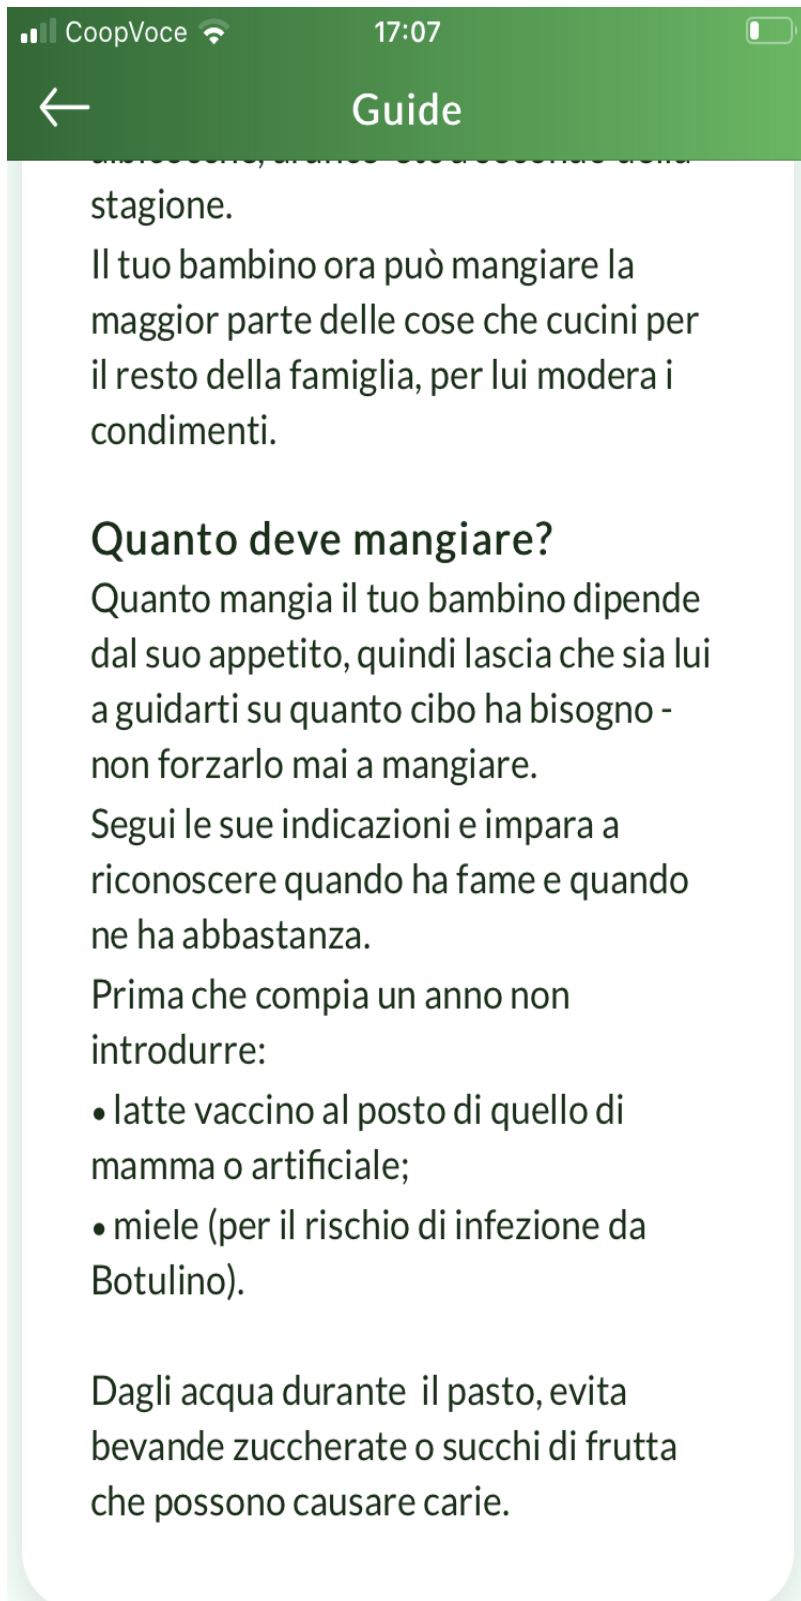 CoopVoce
17:07
Guide
stagione.
Il tuo bambino ora può mangiare la
maggior parte delle cose che cucini per
il resto della famiglia, per lui modera i
condimenti.
Quanto deve mangiare?
Quanto mangia il tuo bambino dipende
dal suo appetito, quindi lascia che sia lui
a guidarti su quanto cibo ha bisogno -
non forzarlo mai a mangiare.
Segui le sue indicazioni e impara a
riconoscere quando ha fame e quando
ne ha abbastanza.
Prima che compia un anno non
introdurre:
• latte vaccino al posto di quello di
mamma o artificiale;
• miele (per il rischio di infezione da
Botulino).
Dagli acqua durante  il pasto, evita
bevande zuccherate o succhi di frutta
che possono causare carie.